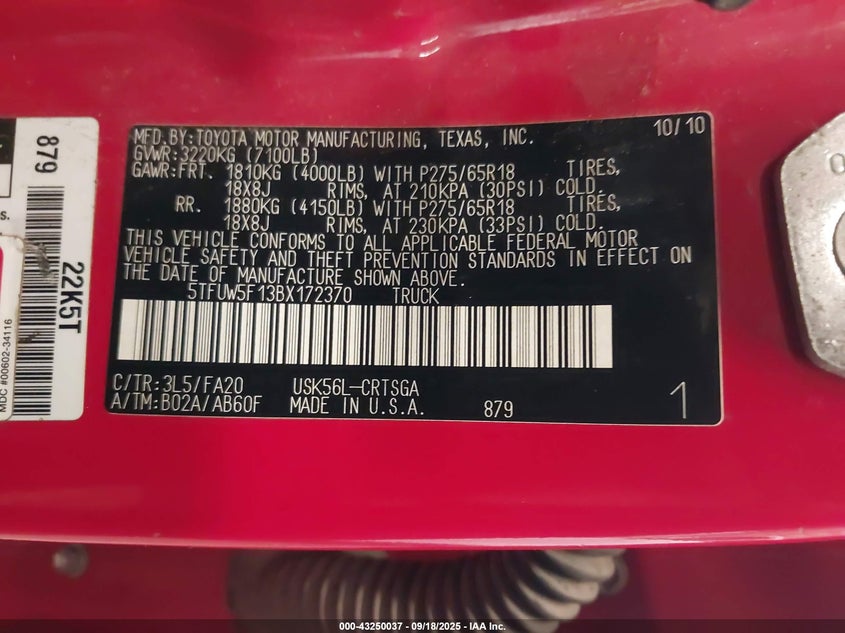 MFD.BY:TOYOTA MOTOR MANUFACTURING, TEXAS, INC. 10/10
GVWR:3220KG (7100LB)
GAWR:FRT. 1810KG (4000LB) WITH P275/65R18 TIRES,
18X8J RIMS, AT 210KPA (30PSI) COLD.
RR. 1880KG (4150LB) WITH P275/65R18 TIRES,
18X8J RIMS, AT 230KPA (33PSI) COLD.
THIS VEHICLE CONFORMS TO ALL APPLICABLE FEDERAL MOTOR
VEHICLE SAFETY AND THEFT PREVENTION STANDARDS IN EFFECT ON
THE DATE OF MANUFACTURE SHOWN ABOVE.
5TFUW5F13BX172370 TRUCK
C/TR:3L5/FA20 USK56L-CRTSGA
A/TM:B02A/AB60F MADE IN U.S.A. 879 1
879
22K5T
s.
MDC #00602-34116
000-43250037 - 09/18/2025 - IAA Inc.